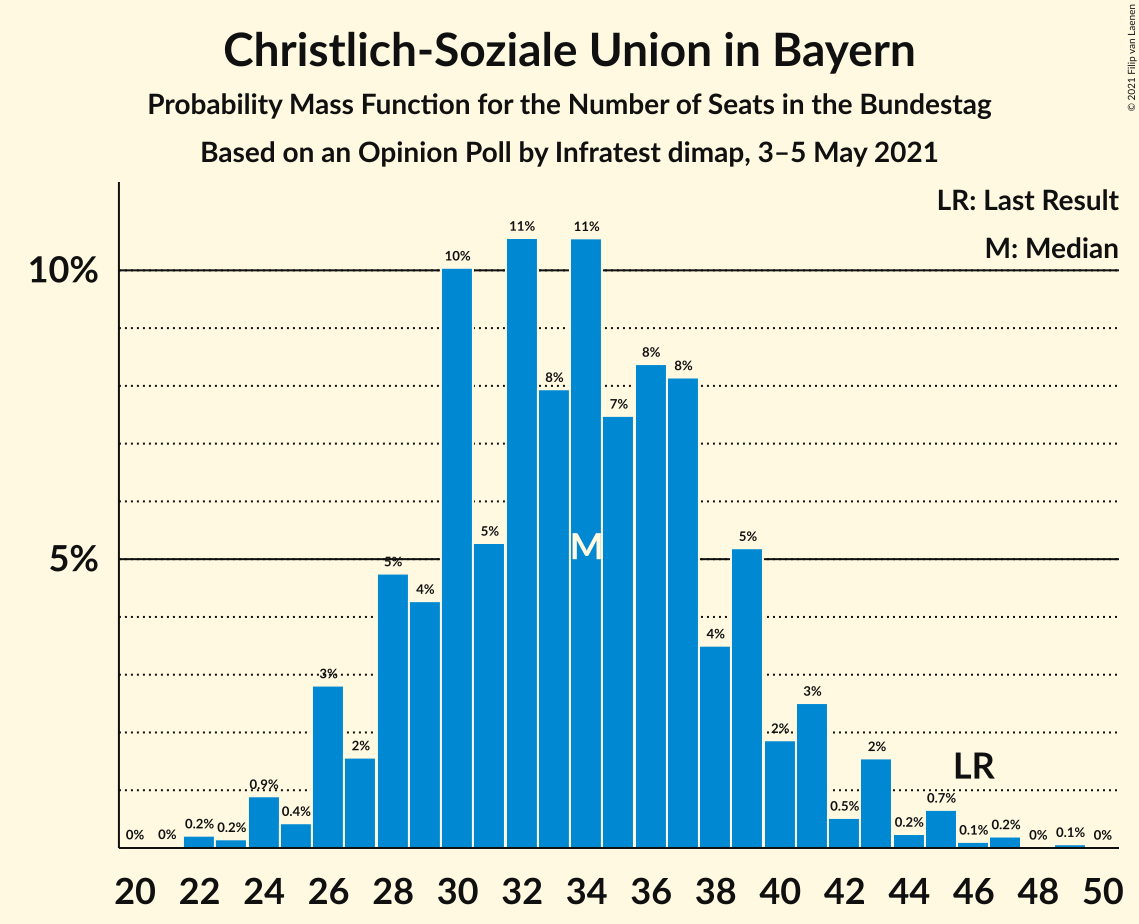 Christlich-Soziale Union in Bayern
Probability Mass Function for the Number of Seats in the Bundestag
Based on an Opinion Poll by Infratest dimap, 3–5 May 2021
© 2021 Filip van Laenen
LR: Last Result
M: Median
10%
5%
0% 0% 0.2% 0.2% 0.9% 0.4% 3% 2% 5% 4% 10% 5% 11% 8% 11% 7% 8% 8% 4% 5% 2% 3% 0.5% 2% 0.2% 0.7% 0.1% 0.2% 0% 0.1% 0%
M
LR
20 22 24 26 28 30 32 34 36 38 40 42 44 46 48 50